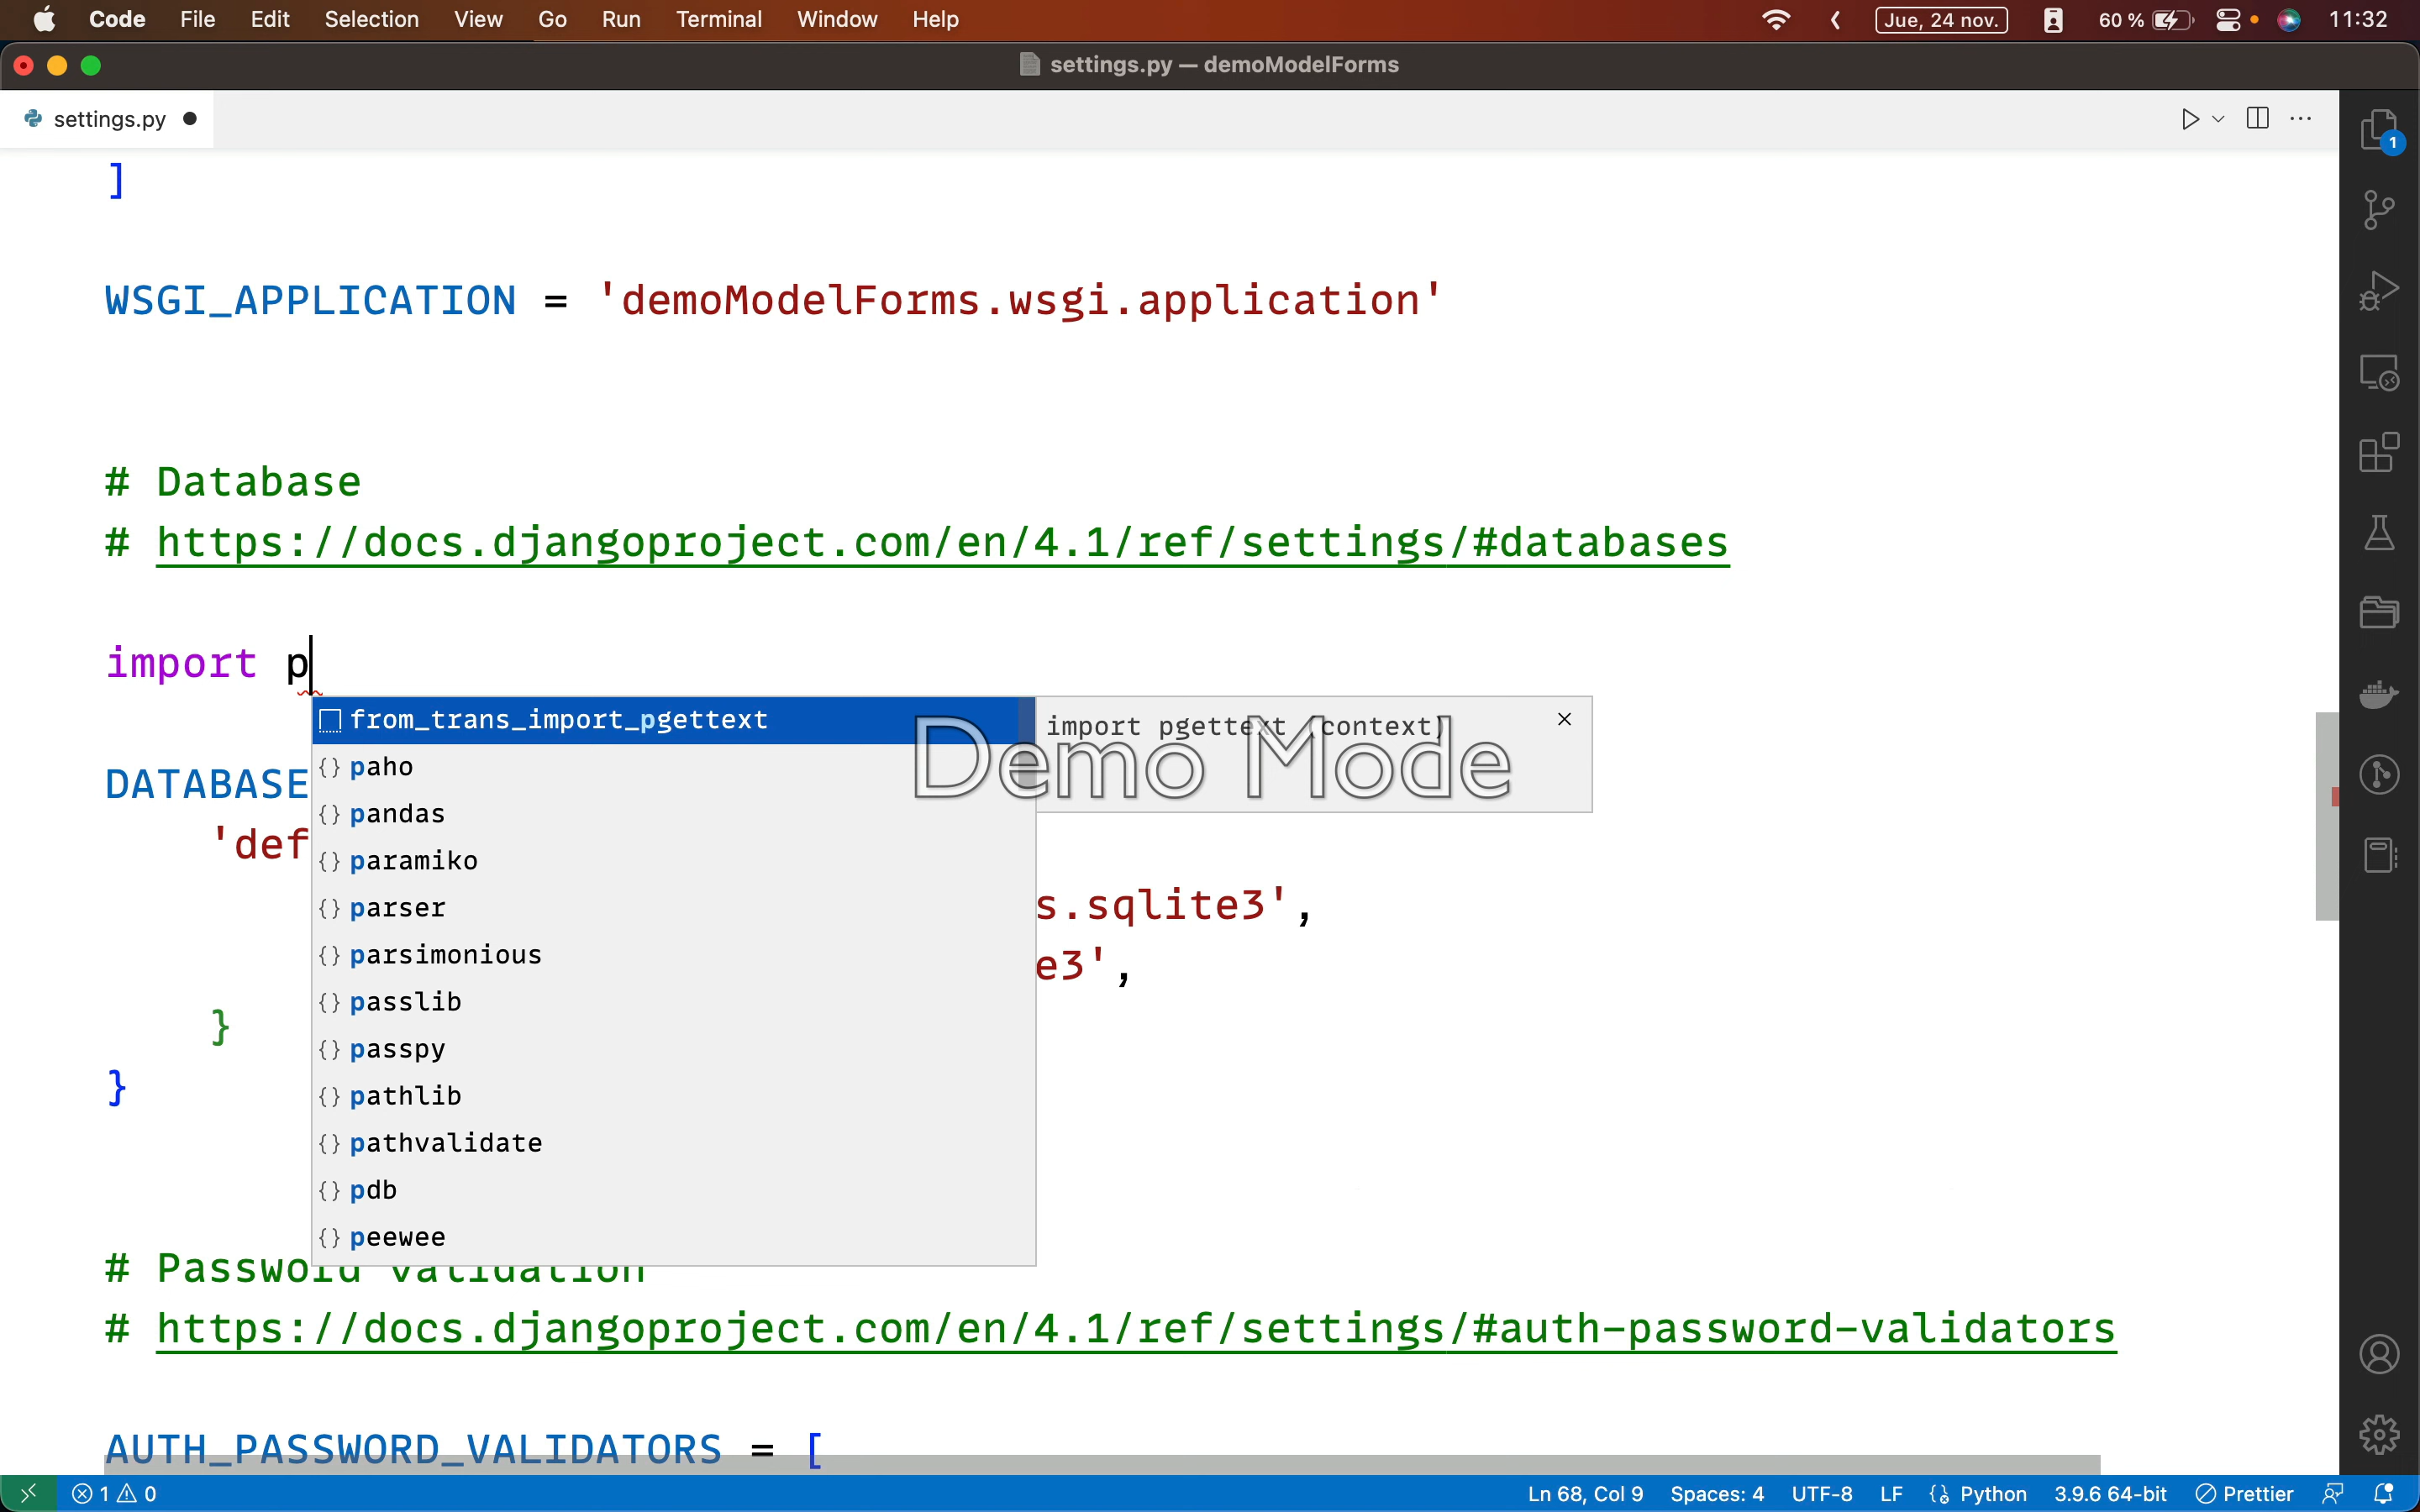 Code File Edit Selection View Go Run Terminal Window Help Jue, 24 nov. 60 % 11:32
settings.py — demoModelForms
settings.py
1
]
WSGI_APPLICATION = 'demoModelForms.wsgi.application'
# Database
# https://docs.djangoproject.com/en/4.1/ref/settings/#databases
import p
from_trans_import_pgettext
import pgettext (context)
Demo Mode
paho
DATABASE
pandas
'def
paramiko
parser
s.sqlite3',
parsimonious
e3',
passlib
}
passpy
}
pathlib
pathvalidate
pdb
peewee
# Password validation
# https://docs.djangoproject.com/en/4.1/ref/settings/#auth-password-validators
AUTH_PASSWORD_VALIDATORS = [
1 0 Ln 68, Col 9 Spaces: 4 UTF-8 LF Python 3.9.6 64-bit Prettier